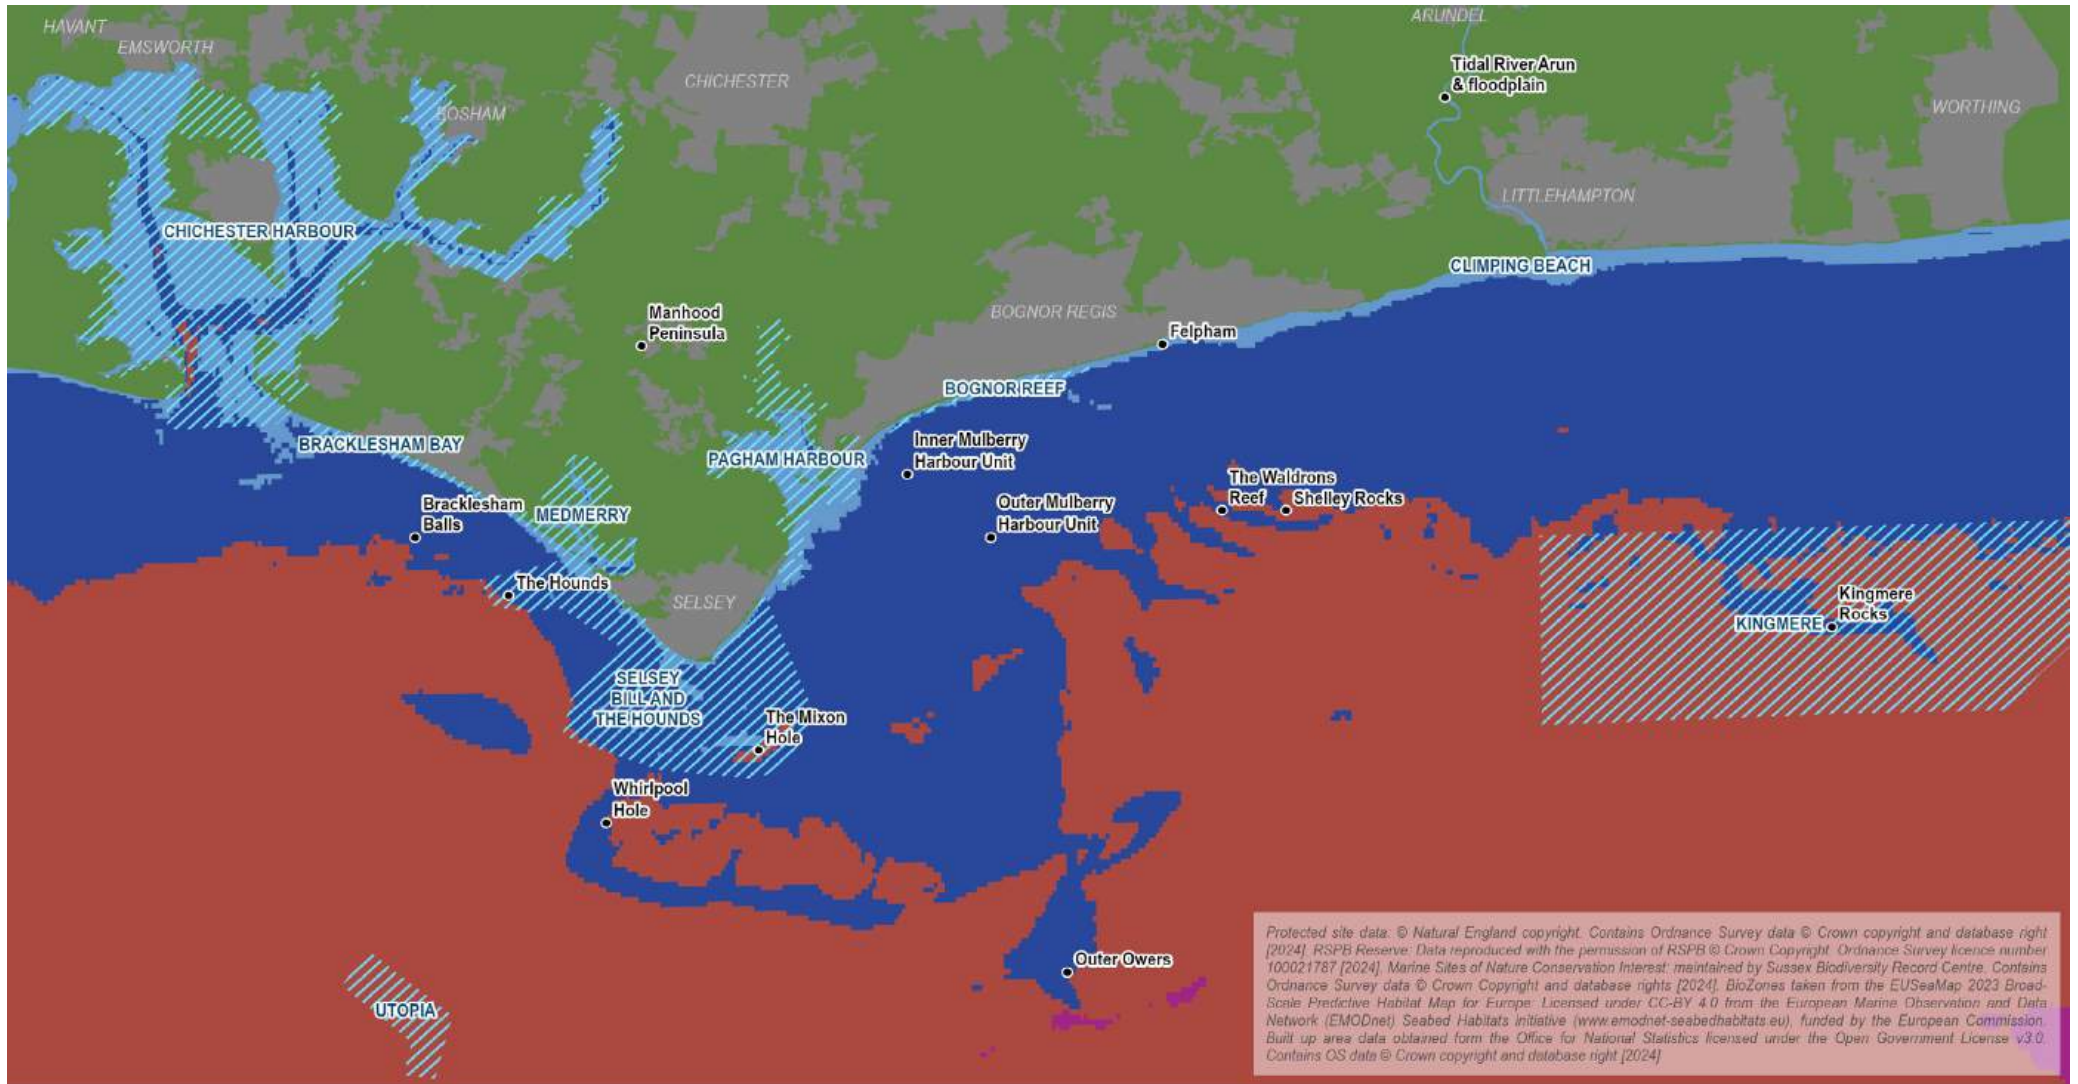 HAVANT
EMSWORTH
ARUNDEL
CHICHESTER
Tidal River Arun
& floodplain
BOSHAM
WORTHING
LITTLEHAMPTON
CHICHESTER HARBOUR
CLIMPING BEACH
Manhood
Peninsula
BOGNOR REGIS
Felpham
BOGNOR REEF
BRACKLESHAM BAY
PAGHAM HARBOUR
Inner Mulberry
Harbour Unit
Bracklesham
Balls
MEDMERRY
Outer Mulberry
Harbour Unit
The Waldrons
Reef
Shelley Rocks
The Hounds
SELSEY
Kingmere
Rocks
KINGMERE
SELSEY
BILL AND
THE HOUNDS
The Mixon
Hole
Whirlpool
Hole
Outer Owers
UTOPIA
Protected site data: © Natural England copyright. Contains Ordnance Survey data © Crown copyright and database right
[2024]. RSPB Reserve: Data reproduced with the permission of RSPB © Crown Copyright. Ordnance Survey licence number
100021787 [2024]. Marine Sites of Nature Conservation Interest: maintained by Sussex Biodiversity Record Centre. Contains
Ordnance Survey data © Crown Copyright and database rights [2024]. BioZones taken from the EUSeaMap 2023 Broad-
Scale Predictive Habitat Map for Europe: Licensed under CC-BY 4.0 from the European Marine Observation and Data
Network (EMODnet) Seabed Habitats initiative (www.emodnet-seabedhabitats.eu), funded by the European Commission.
Built up area data obtained form the Office for National Statistics licensed under the Open Government License v3.0.
Contains OS data © Crown copyright and database right [2024]